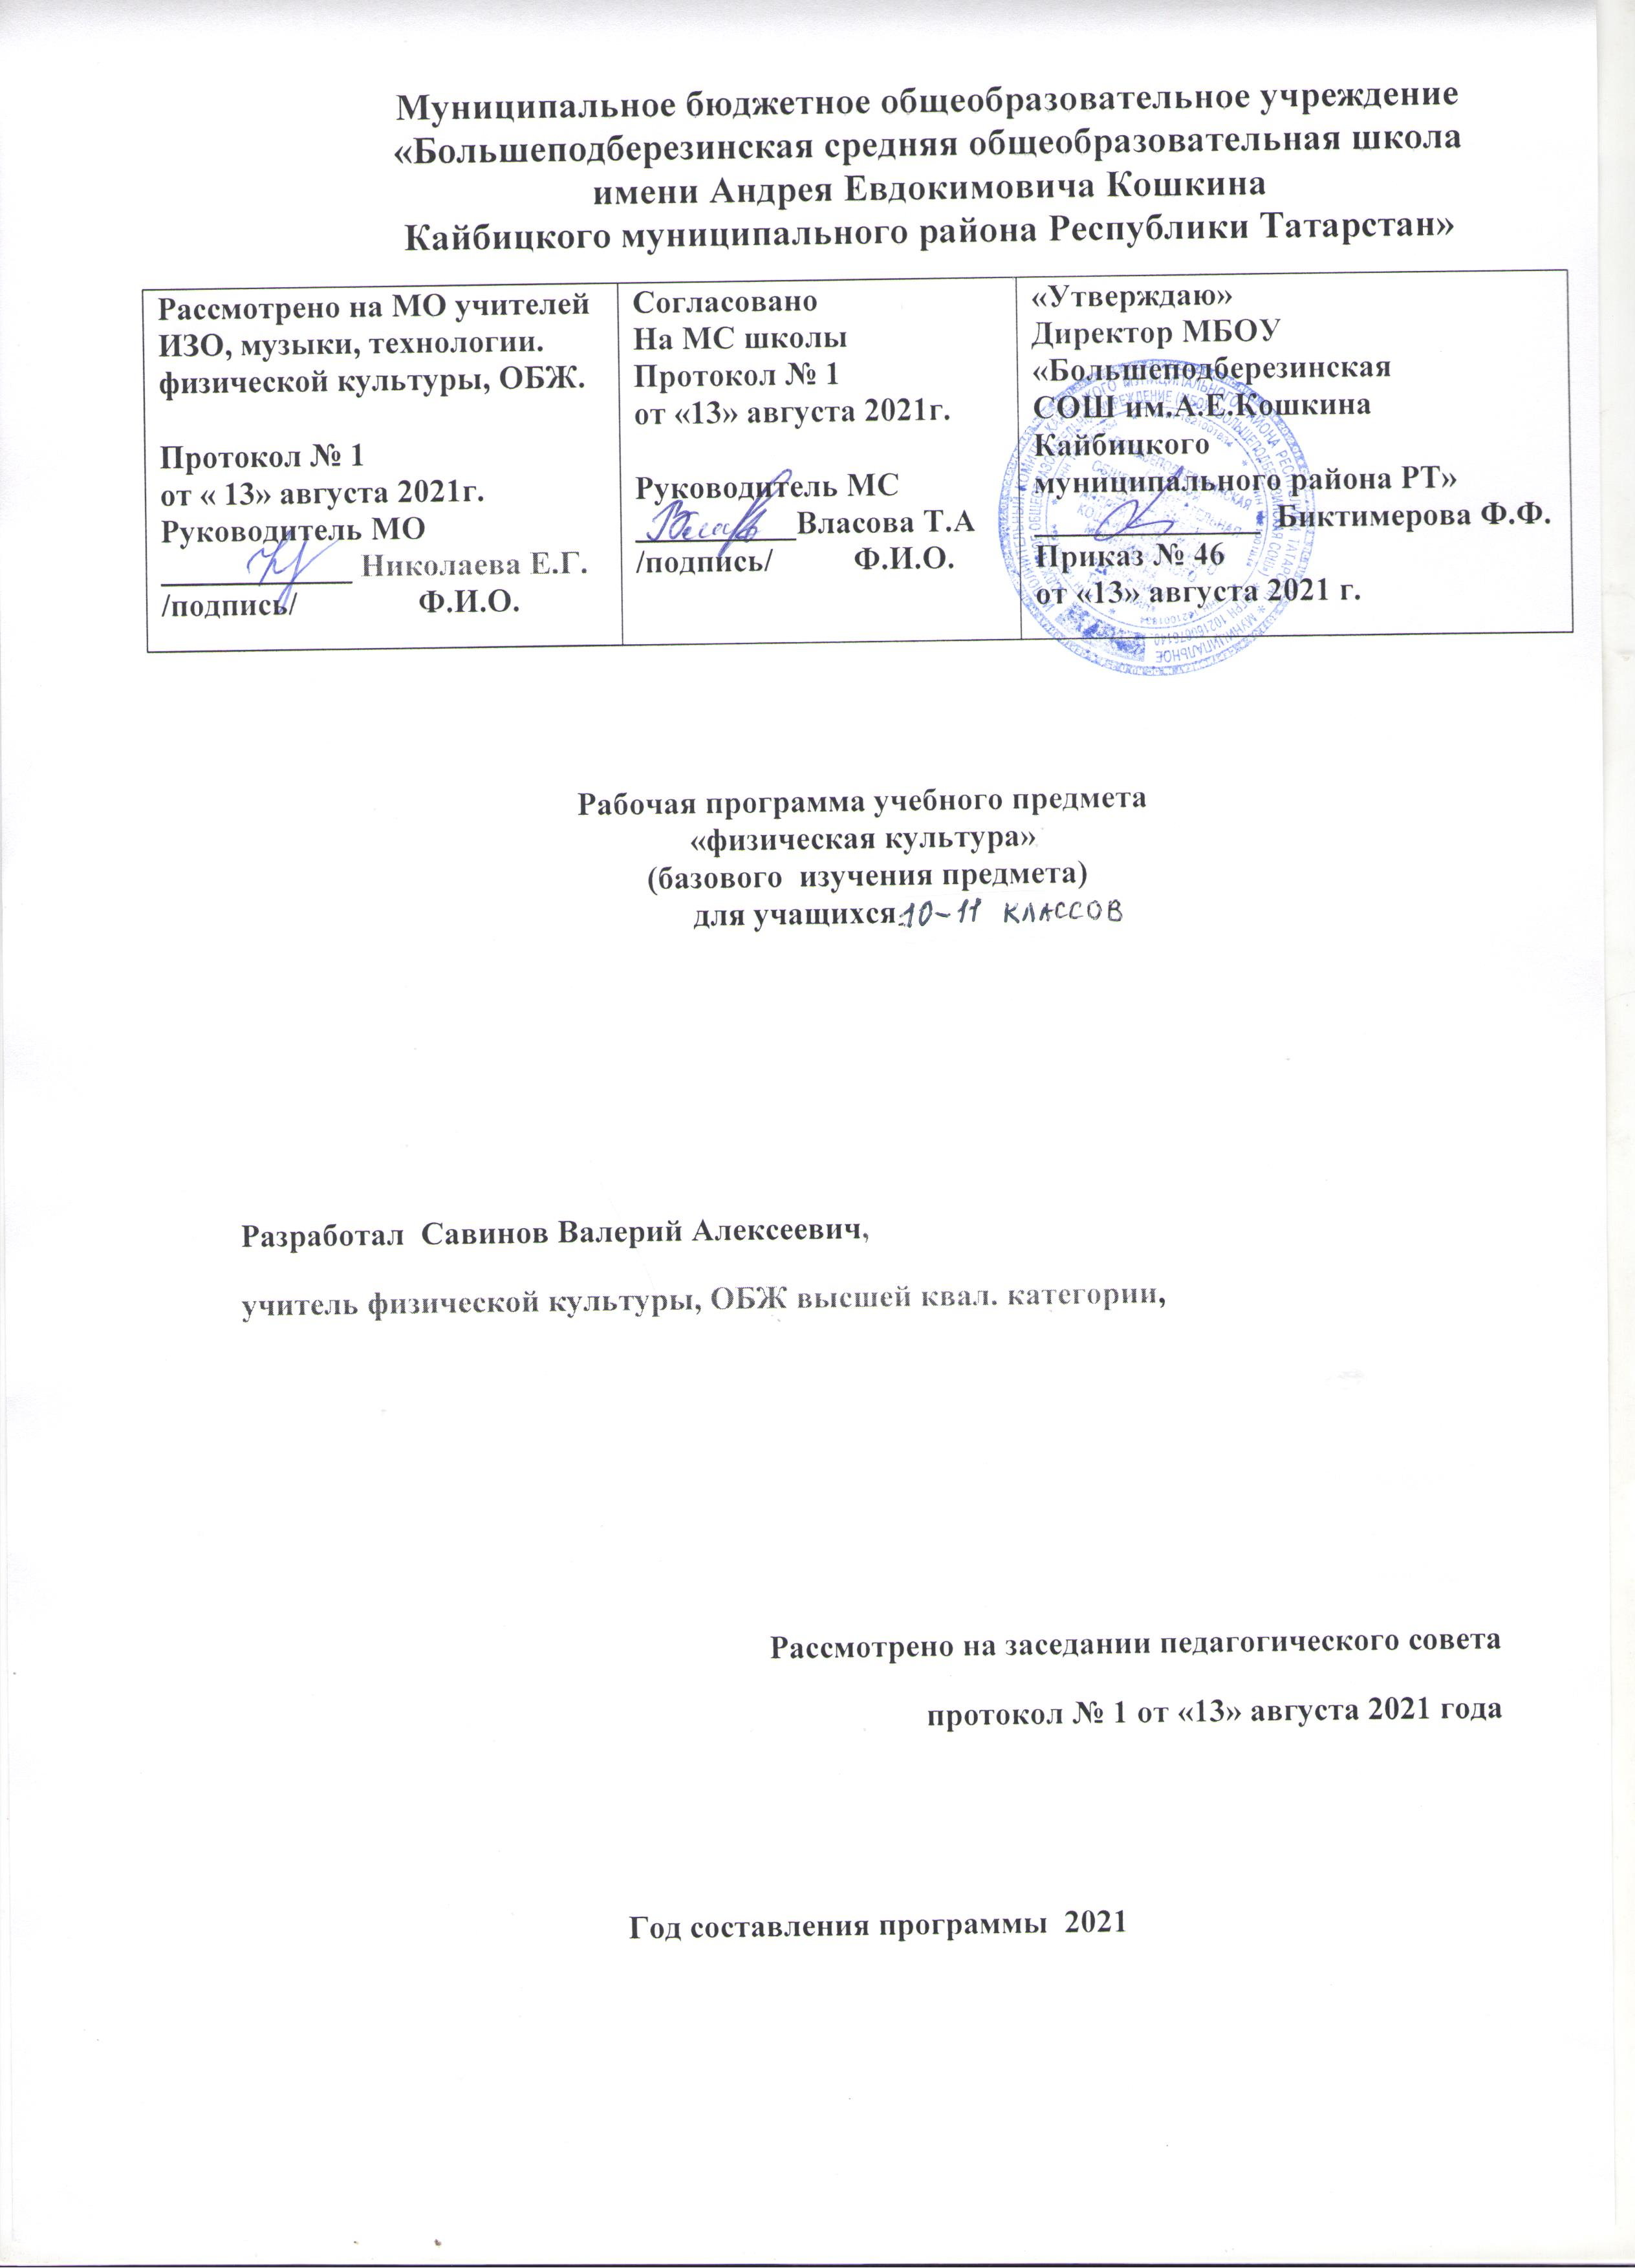 Муниципальное бюджетное общеобразовательное учреждение
«Большеподберезинская средняя общеобразовательная школа
имени Андрея Евдокимовича Кошкина
Кайбицкого муниципального района Республики Татарстан»
Рассмотрено на МО учителей
ИЗО, музыки, технологии.
физической культуры, ОБЖ.
Протокол № 1
от « 13» августа 2021г.
Руководитель МО
____________ Николаева Е.Г.
/подпись/ Ф.И.О.
Согласовано
На МС школы
Протокол № 1
от «13» августа 2021г.
Руководитель МС
__________Власова Т.А
/подпись/ Ф.И.О.
«Утверждаю»
Директор МБОУ
«Большеподберезинская
СОШ им.А.Е.Кошкина
Кайбицкого
муниципального района РТ»
______________ Биктимерова Ф.Ф.
Приказ № 46
от «13» августа 2021 г.
Рабочая программа учебного предмета
«физическая культура»
(базового изучения предмета)
для учащихся 10-11 классов
Разработал Савинов Валерий Алексеевич,
учитель физической культуры, ОБЖ высшей квал. категории,
Рассмотрено на заседании педагогического совета
протокол № 1 от «13» августа 2021 года
Год составления программы 2021